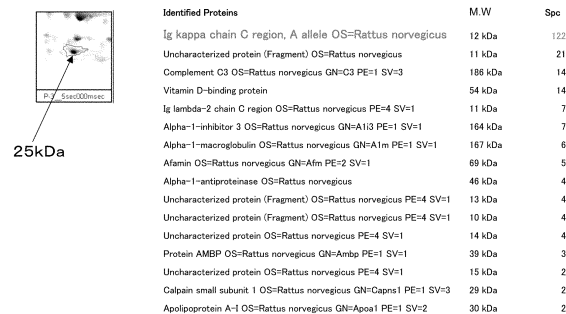 P-3__5sec000msec
25kDa
Identified Proteins M.W Spc
Ig kappa chain C region, A allele OS=Rattus norvegicus 12 kDa 122
Uncharacterized protein (Fragment) OS=Rattus norvegicus 11 kDa 21
Complement C3 OS=Rattus norvegicus GN=C3 PE=1 SV=3 186 kDa 14
Vitamin D-binding protein 54 kDa 14
Ig lambda-2 chain C region OS=Rattus norvegicus PE=4 SV=1 11 kDa 7
Alpha-1-inhibitor 3 OS=Rattus norvegicus GN=A1i3 PE=1 SV=1 164 kDa 7
Alpha-1-macroglobulin OS=Rattus norvegicus GN=A1m PE=1 SV=1 167 kDa 6
Afamin OS=Rattus norvegicus GN=Afm PE=2 SV=1 69 kDa 5
Alpha-1-antiproteinase OS=Rattus norvegicus 46 kDa 4
Uncharacterized protein (Fragment) OS=Rattus norvegicus PE=4 SV=1 13 kDa 4
Uncharacterized protein (Fragment) OS=Rattus norvegicus PE=4 SV=1 10 kDa 4
Uncharacterized protein OS=Rattus norvegicus PE=4 SV=1 14 kDa 4
Protein AMBP OS=Rattus norvegicus GN=Ambp PE=1 SV=1 39 kDa 3
Uncharacterized protein OS=Rattus norvegicus PE=4 SV=1 15 kDa 2
Calpain small subunit 1 OS=Rattus norvegicus GN=Capns1 PE=1 SV=3 29 kDa 2
Apolipoprotein A-I OS=Rattus norvegicus GN=Apoa1 PE=1 SV=2 30 kDa 2